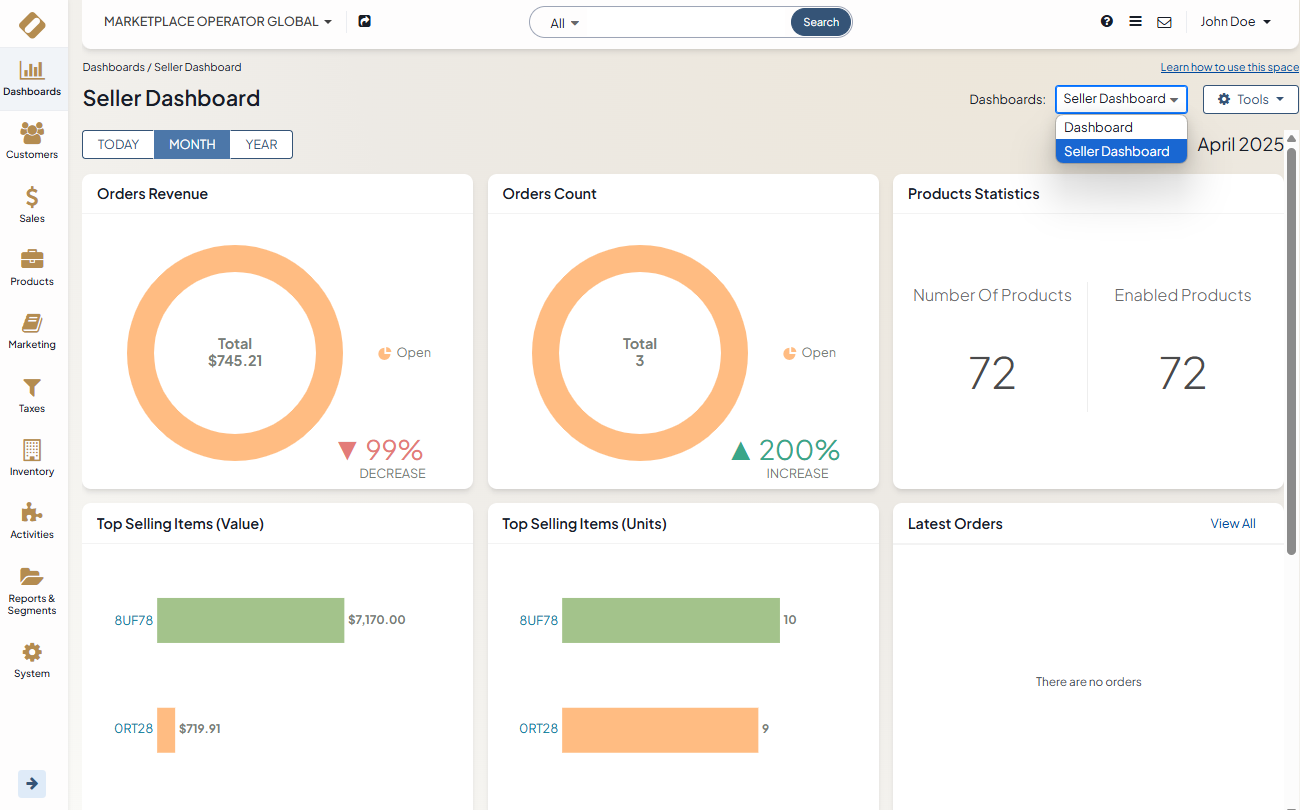 MARKETPLACE OPERATOR GLOBAL
All
Search
John Doe
Dashboards
Customers
Sales
Products
Marketing
Taxes
Inventory
Activities
Reports &
Segments
System
Dashboards / Seller Dashboard
Learn how to use this space
Seller Dashboard
Dashboards:
Seller Dashboard
Tools
Dashboard
Seller Dashboard
TODAY
MONTH
YEAR
April 2025
Orders Revenue
Total
$745.21
Open
99%
DECREASE
Orders Count
Total
3
Open
200%
INCREASE
Products Statistics
Number Of Products
72
Enabled Products
72
Top Selling Items (Value)
8UF78
$7,170.00
0RT28
$719.91
Top Selling Items (Units)
8UF78
10
0RT28
9
Latest Orders
View All
There are no orders